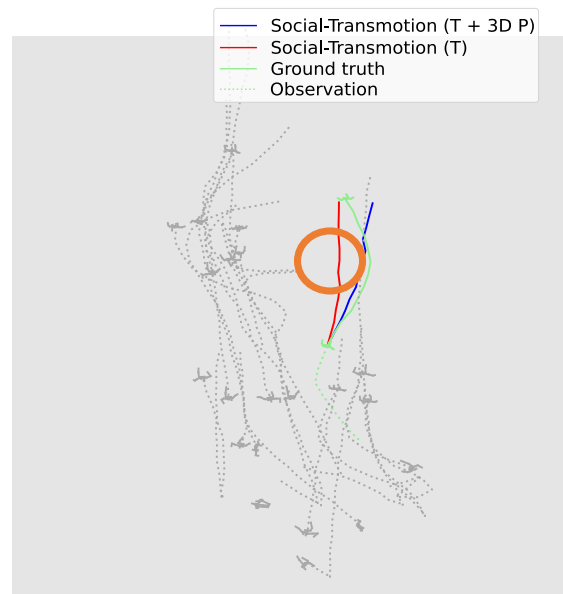 Social-Transmotion (T + 3D P)
Social-Transmotion (T)
Ground truth
Observation